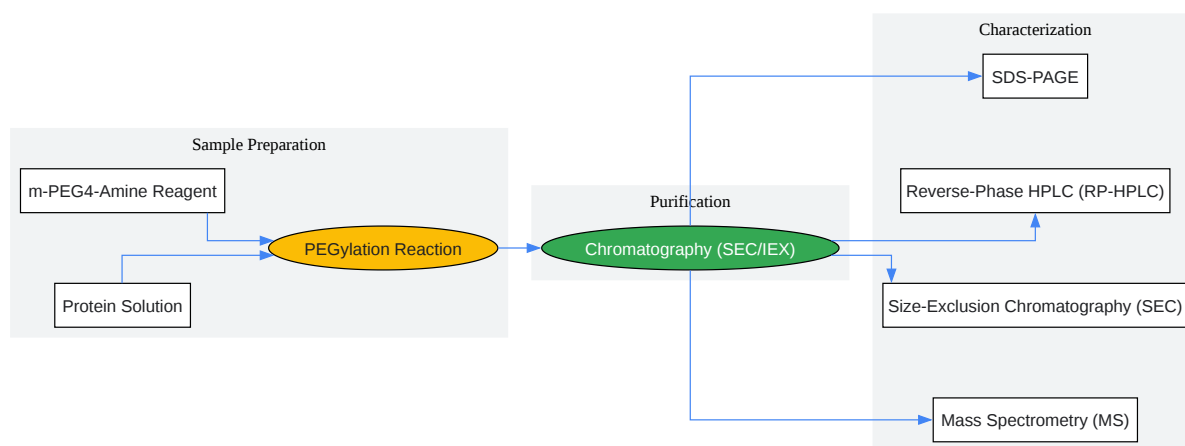 Sample Preparation
m-PEG4-Amine Reagent
PEGylation Reaction
Protein Solution
Purification
Chromatography (SEC/IEX)
Characterization
SDS-PAGE
Reverse-Phase HPLC (RP-HPLC)
Size-Exclusion Chromatography (SEC)
Mass Spectrometry (MS)